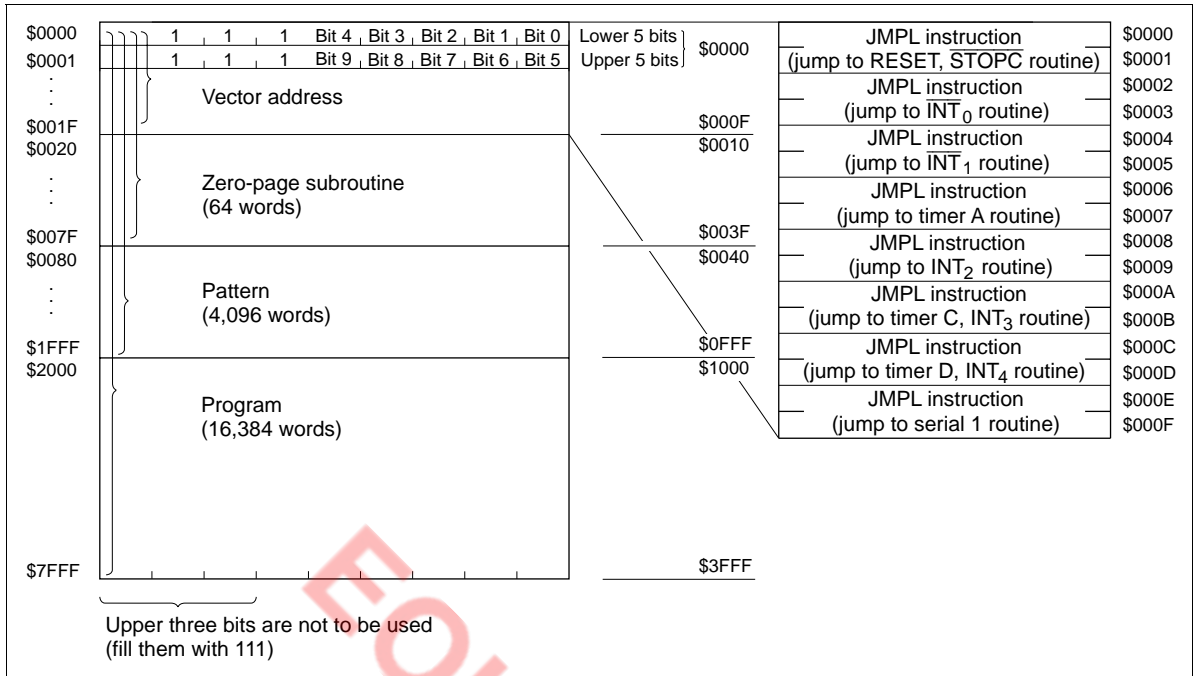 $0000 1 1 1 Bit 4 Bit 3 Bit 2 Bit 1 Bit 0 Lower 5 bits
$0001 1 1 1 Bit 9 Bit 8 Bit 7 Bit 6 Bit 5 Upper 5 bits
$0000
Vector address
$001F
$000F
$0020
$0010
Zero-page subroutine
(64 words)
$007F
$003F
$0080
$0040
Pattern
(4,096 words)
$1FFF
$0FFF
$2000
$1000
Program
(16,384 words)
$7FFF
$3FFF
Upper three bits are not to be used
(fill them with 111)
JMPL instruction $0000
(jump to RESET, STOPC routine) $0001
JMPL instruction $0002
(jump to INT0 routine) $0003
JMPL instruction $0004
(jump to INT1 routine) $0005
JMPL instruction $0006
(jump to timer A routine) $0007
JMPL instruction $0008
(jump to INT2 routine) $0009
JMPL instruction $000A
(jump to timer C, INT3 routine) $000B
JMPL instruction $000C
(jump to timer D, INT4 routine) $000D
JMPL instruction $000E
(jump to serial 1 routine) $000F